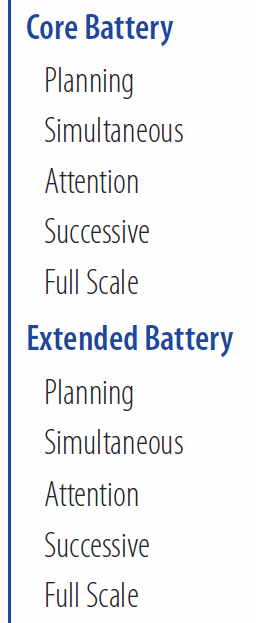 Core Battery
Planning
Simultaneous
Attention
Successive
Full Scale
Extended Battery
Planning
Simultaneous
Attention
Successive
Full Scale